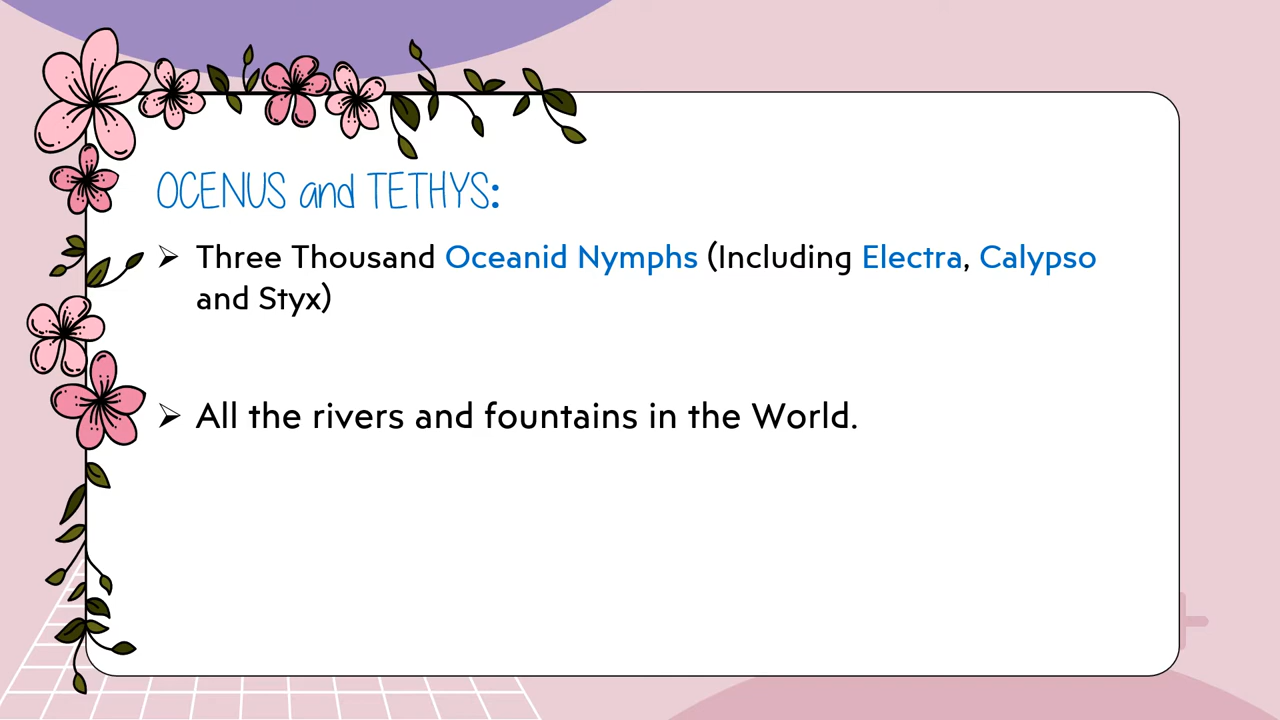 OCENUS and TETHYS:
➢ Three Thousand Oceanid Nymphs (Including Electra, Calypso
and Styx)
➢ All the rivers and fountains in the World.